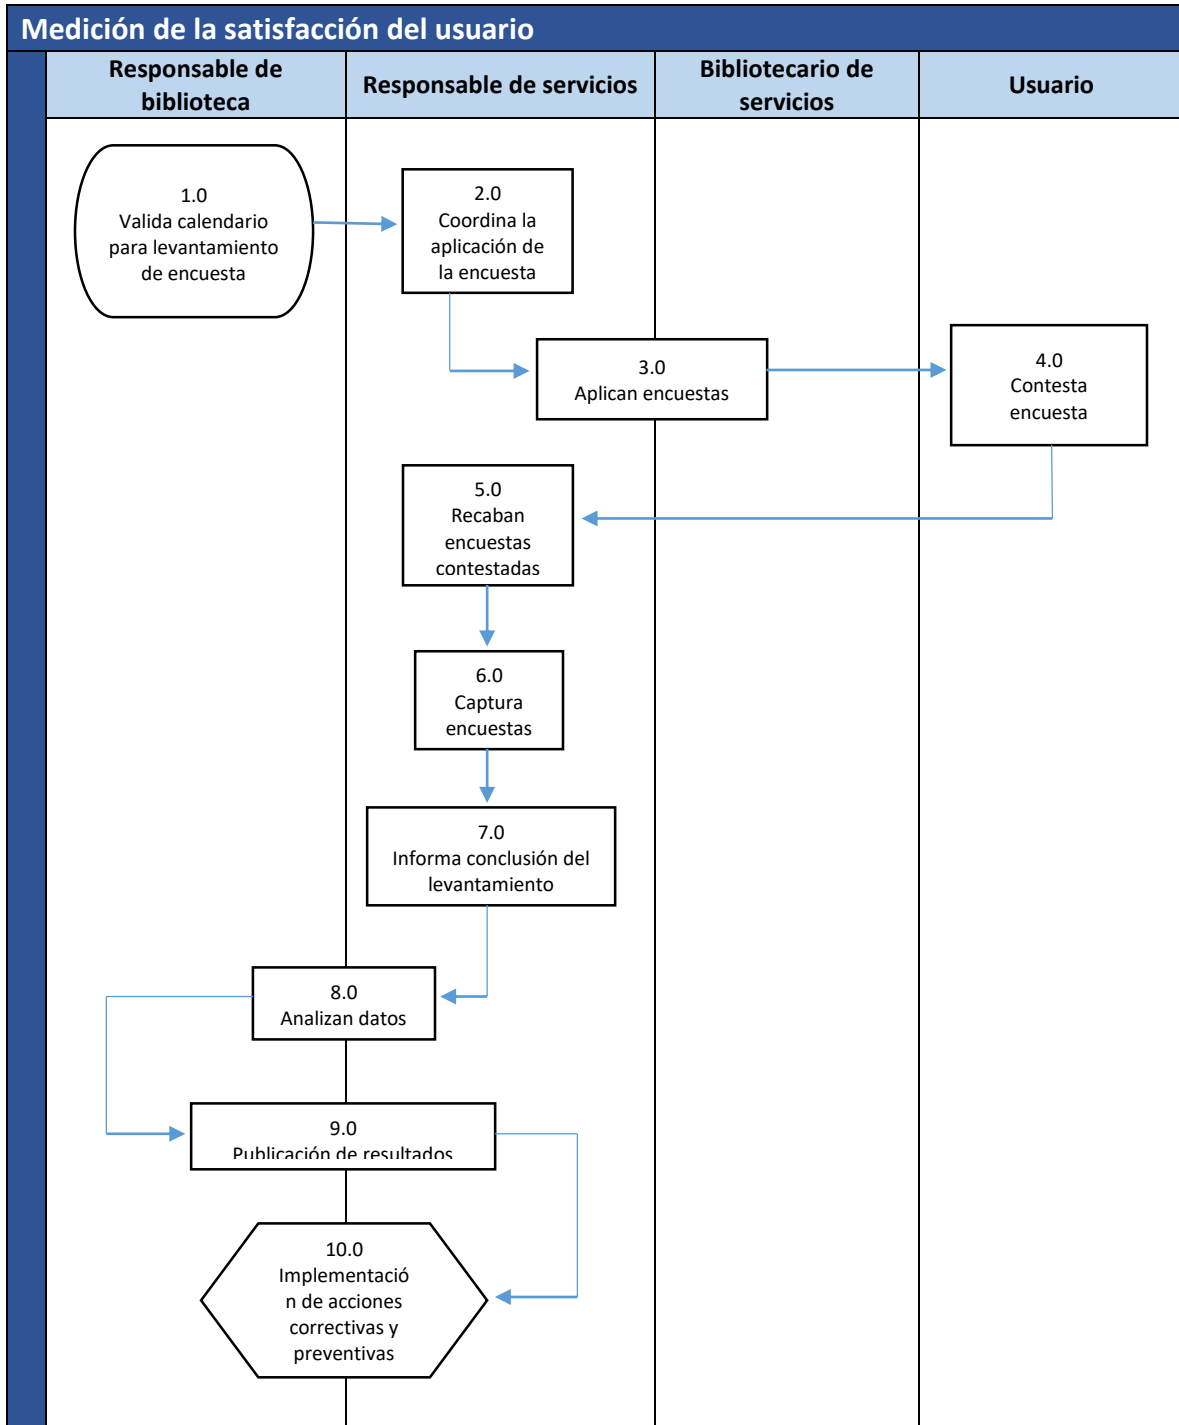 Medición de la satisfacción del usuario
Responsable de
biblioteca
Responsable de servicios
Bibliotecario de
servicios
Usuario
1.0
Valida calendario
para levantamiento
de encuesta
2.0
Coordina la
aplicación de
la encuesta
3.0
Aplican encuestas
4.0
Contesta
encuesta
5.0
Recaban
encuestas
contestadas
6.0
Captura
encuestas
7.0
Informa conclusión del
levantamiento
8.0
Analizan datos
9.0
Publicación de resultados
10.0
Implementació
n de acciones
correctivas y
preventivas